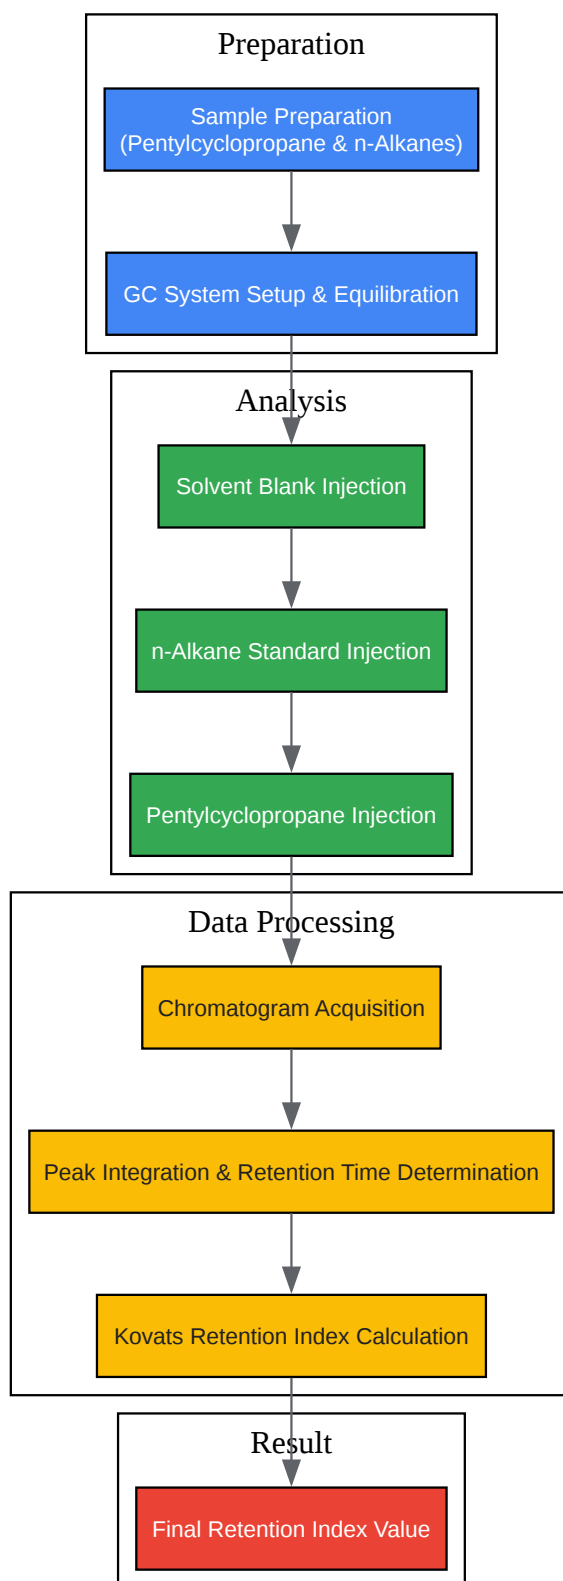 Preparation
Sample Preparation
(Pentylcyclopropane & n-Alkanes)
GC System Setup & Equilibration
Analysis
Solvent Blank Injection
n-Alkane Standard Injection
Pentylcyclopropane Injection
Data Processing
Chromatogram Acquisition
Peak Integration & Retention Time Determination
Kovats Retention Index Calculation
Result
Final Retention Index Value